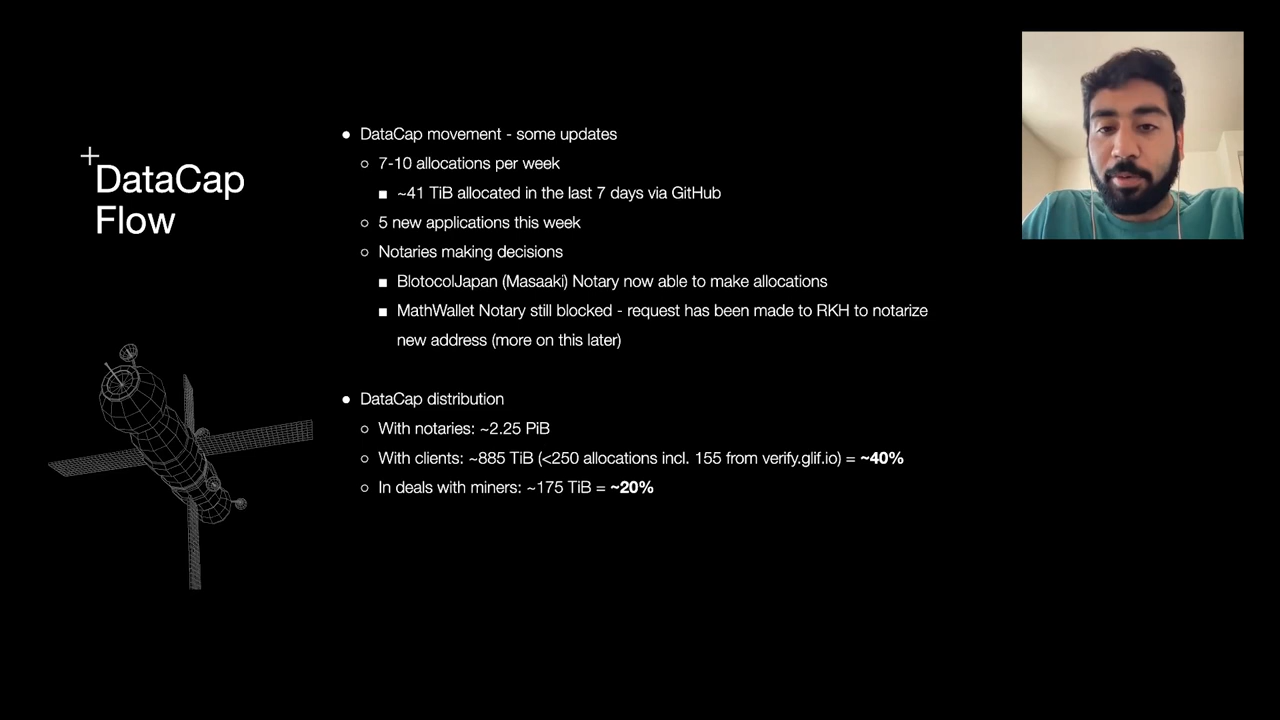 DataCap
Flow
● DataCap movement - some updates
○ 7-10 allocations per week
■ ~41 TiB allocated in the last 7 days via GitHub
○ 5 new applications this week
○ Notaries making decisions
■ BlotocolJapan (Masaaki) Notary now able to make allocations
■ MathWallet Notary still blocked - request has been made to RKH to notarize
new address (more on this later)
● DataCap distribution
○ With notaries: ~2.25 PiB
○ With clients: ~885 TiB (<250 allocations incl. 155 from verify.glif.io) = ~40%
○ In deals with miners: ~175 TiB = ~20%